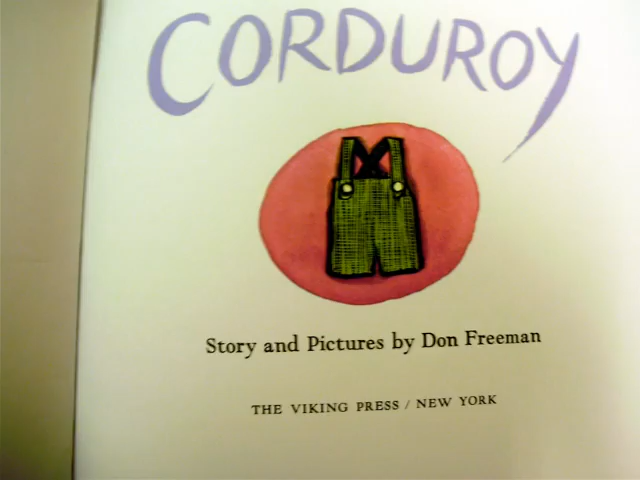 CORDUROY
Story and Pictures by Don Freeman
THE VIKING PRESS / NEW YORK